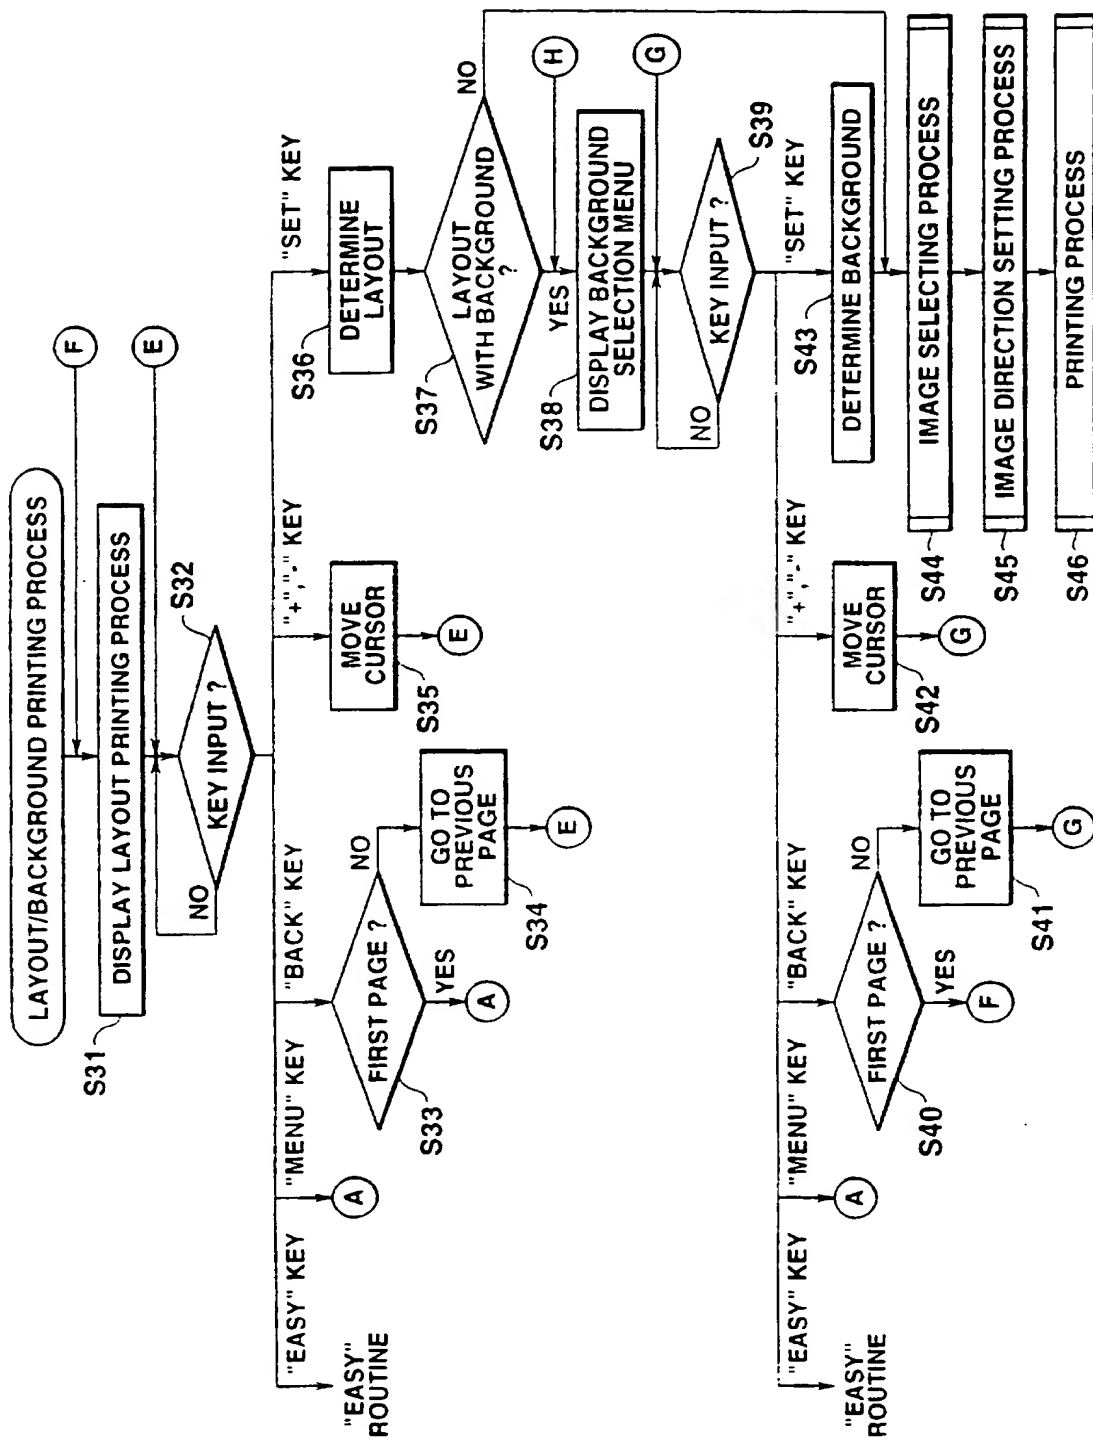 LAYOUT/BACKGROUND PRINTING PROCESS
F
S31
DISPLAY LAYOUT PRINTING PROCESS
E
S32
KEY INPUT ?
NO
"EASY" KEY
"MENU" KEY
"BACK" KEY
"+","-" KEY
"SET" KEY
"EASY"
ROUTINE
A
S33
FIRST PAGE ?
YES
A
NO
GO TO
PREVIOUS
PAGE
S34
E
MOVE
CURSOR
S35
E
S36
DETERMINE
LAYOUT
S37
LAYOUT
WITH BACKGROUND
?
NO
YES
H
S38
DISPLAY BACKGROUND
SELECTION MENU
G
S39
KEY INPUT ?
NO
"EASY" KEY
"MENU" KEY
"BACK" KEY
"+","-" KEY
"SET" KEY
"EASY"
ROUTINE
A
S40
FIRST PAGE ?
YES
F
NO
GO TO
PREVIOUS
PAGE
S41
G
MOVE
CURSOR
S42
G
S43
DETERMINE BACKGROUND
S44
IMAGE SELECTING PROCESS
S45
IMAGE DIRECTION SETTING PROCESS
S46
PRINTING PROCESS